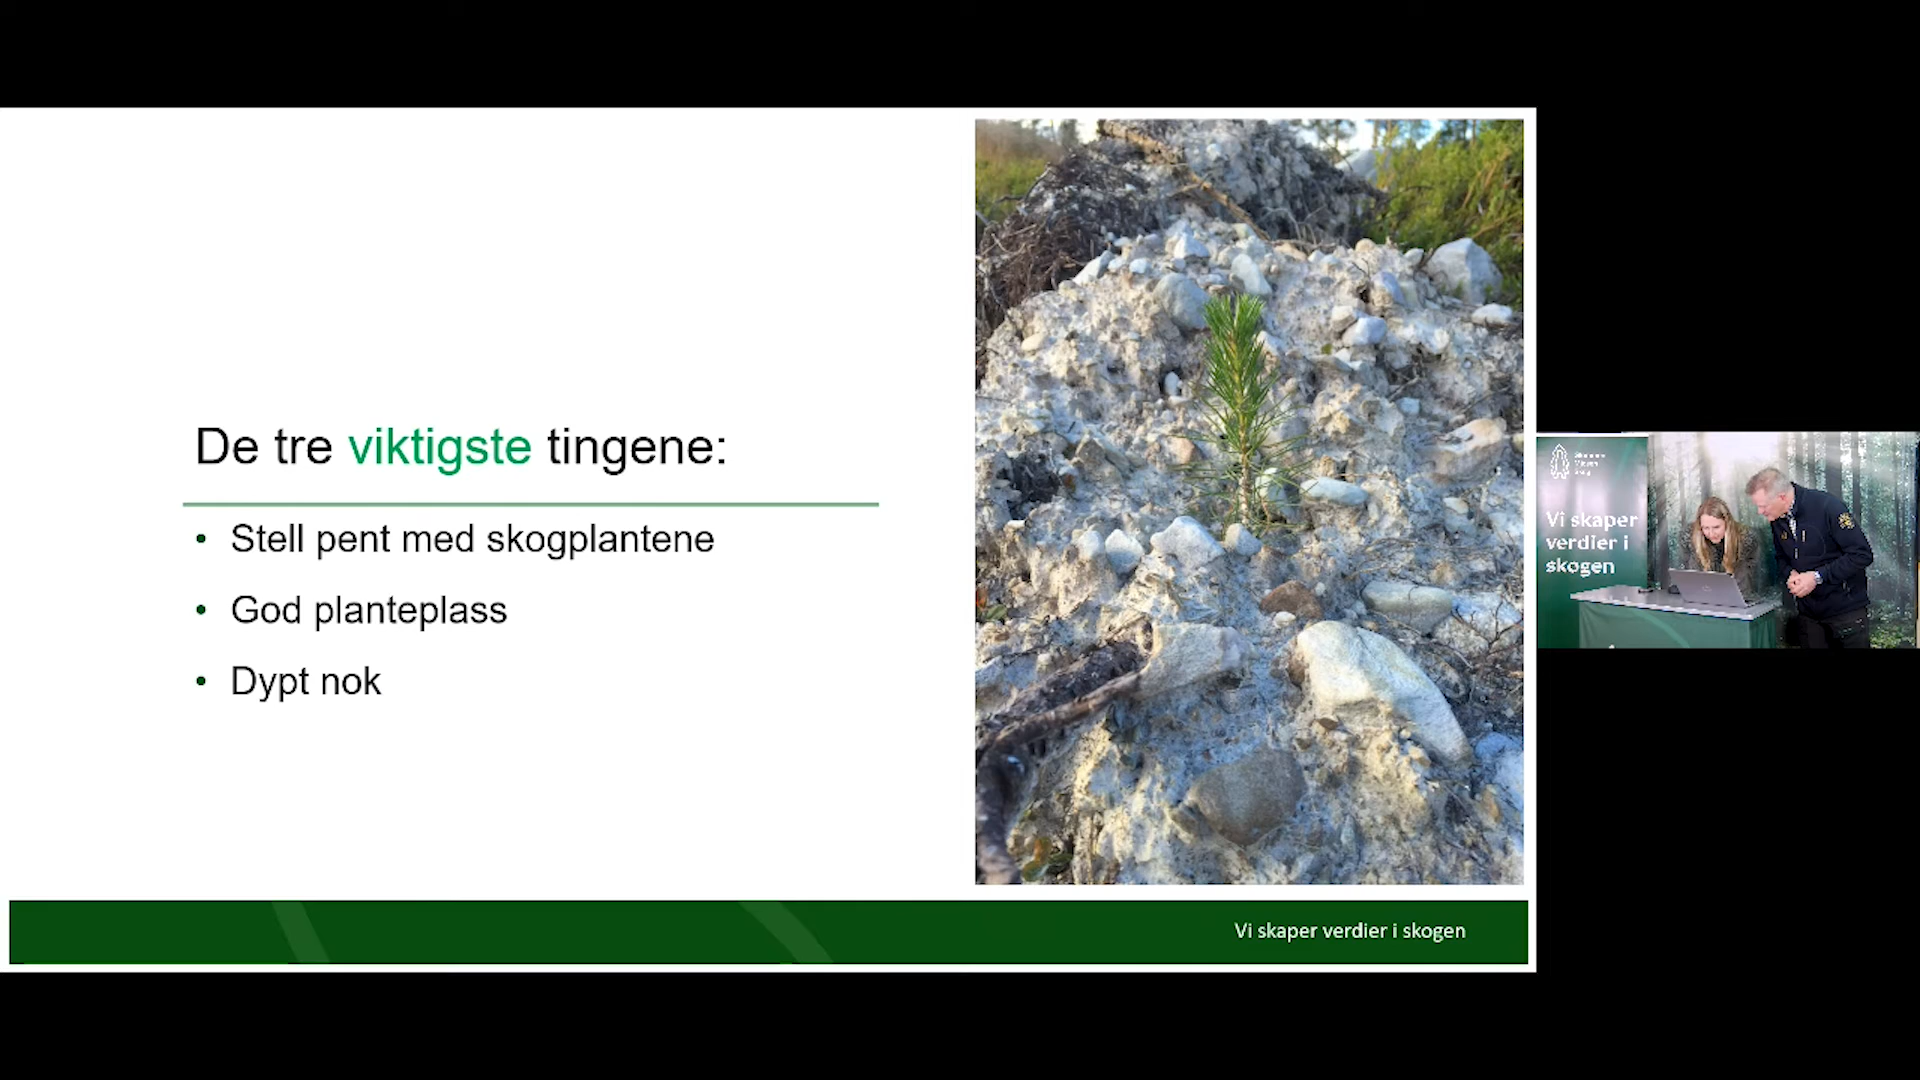 De tre viktigste tingene:
• Stell pent med skogplantene
• God planteplass
• Dypt nok
Vi skaper verdier i skogen
Vi skaper
verdier i
skogen